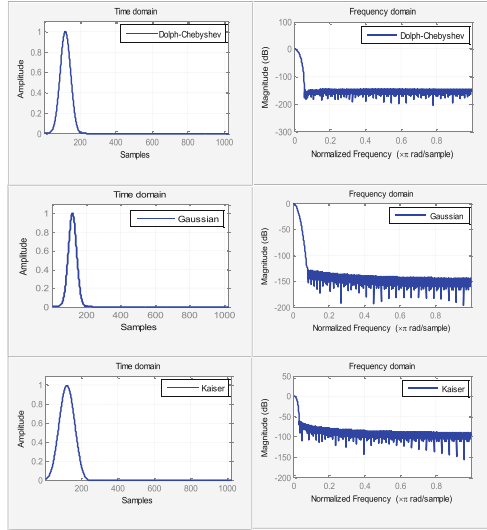 Time domain
Dolph-Chebyshev
1
0.8
0.6
0.4
0.2
0
Amplitude
200 400 600 800 1000
Samples
Frequency domain
Dolph-Chebyshev
100
0
-100
-200
-300
Magnitude (dB)
0 0.2 0.4 0.6 0.8
Normalized Frequency (×π rad/sample)
Time domain
Gaussian
1
0.8
0.6
0.4
0.2
0
Amplitude
200 400 600 800 1000
Samples
Frequency domain
Gaussian
0
-50
-100
-150
-200
Magnitude (dB)
0 0.2 0.4 0.6 0.8
Normalized Frequency (×π rad/sample)
Time domain
Kaiser
1
0.8
0.6
0.4
0.2
0
Amplitude
0 200 400 600 800 1000
Samples
Frequency domain
Kaiser
50
0
-50
-100
-150
-200
Magnitude (dB)
0 0.2 0.4 0.6 0.8
Normalized Frequency (×π rad/sample)